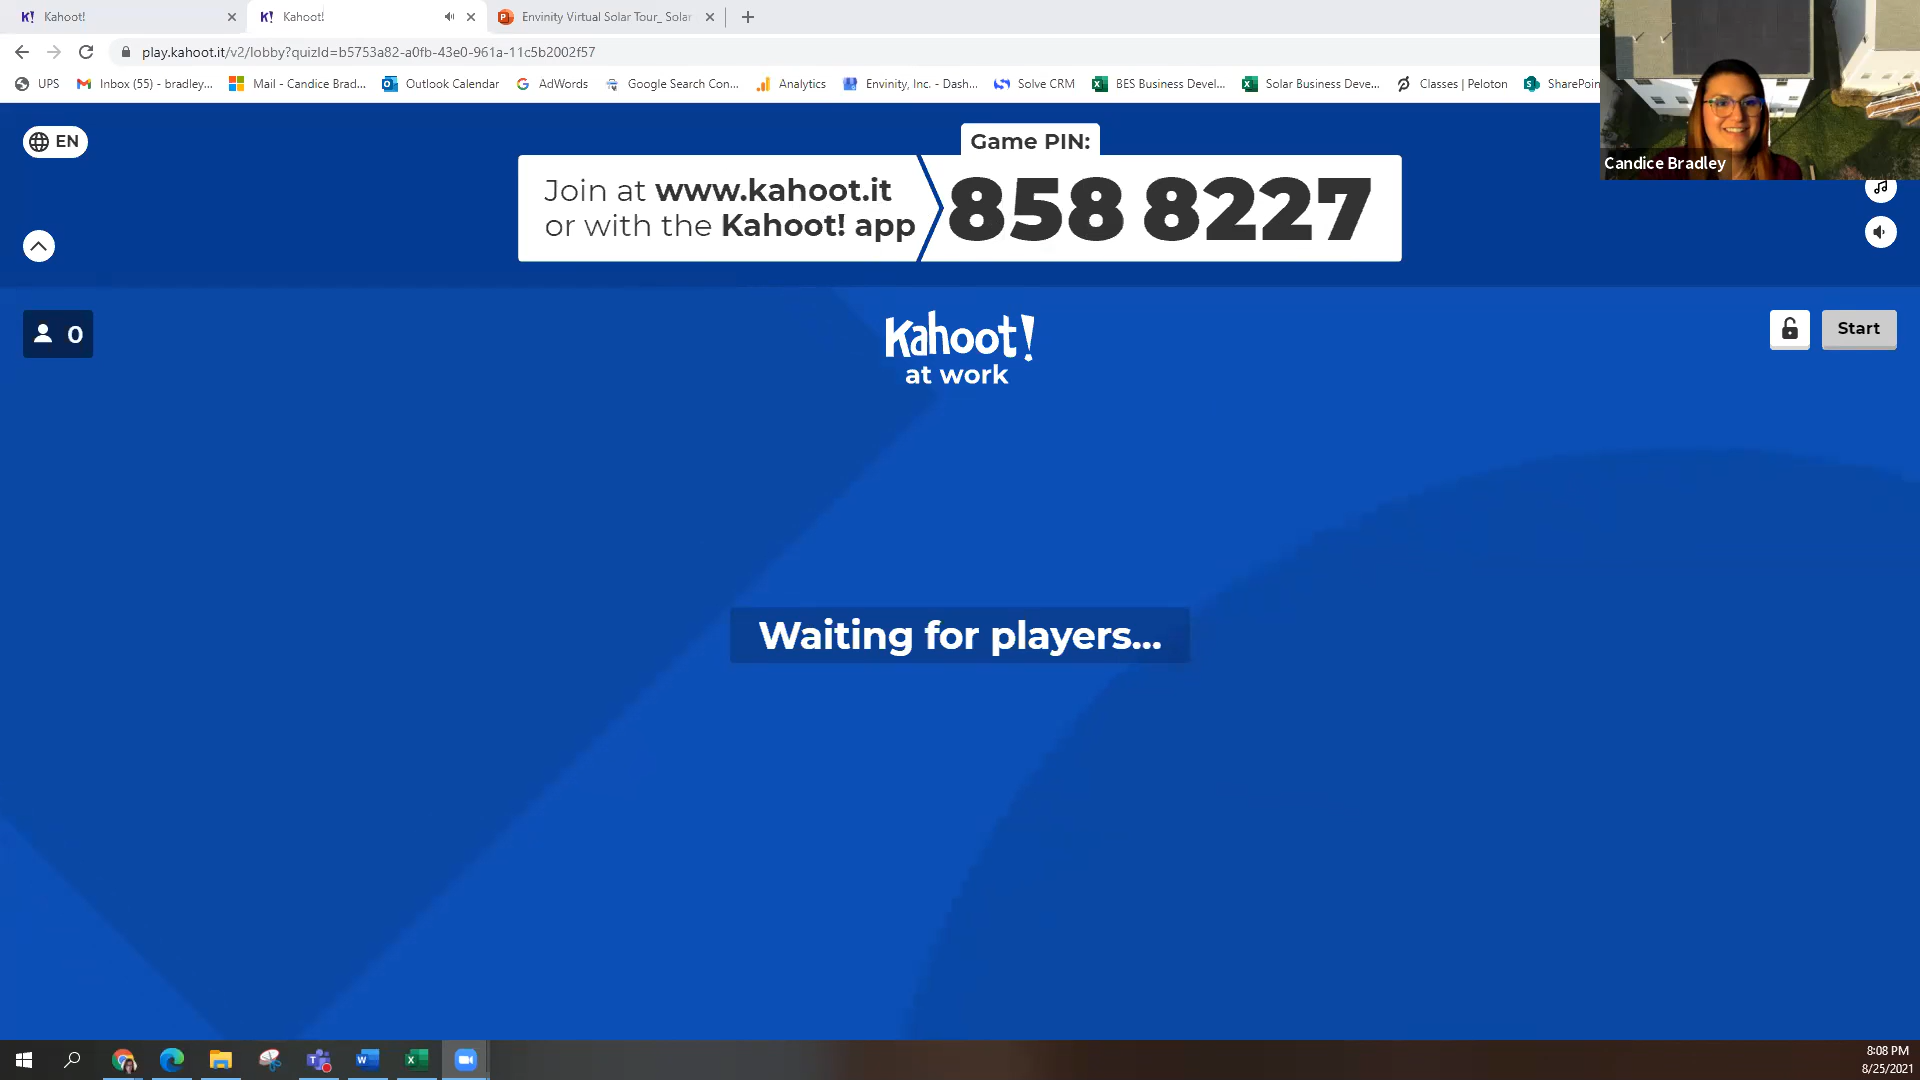 Kahoot!
Kahoot!
Envinity Virtual Solar Tour_ Solar
play.kahoot.it/v2/lobby?quizId=b5753a82-a0fb-43e0-961a-11c5b2002f57
UPS
Inbox (55) - bradley...
Mail - Candice Brad...
Outlook Calendar
AdWords
Google Search Con...
Analytics
Envinity, Inc. - Dash...
Solve CRM
BES Business Devel...
Solar Business Deve...
Classes | Peloton
SharePoin
Candice Bradley
EN
Game PIN:
Join at www.kahoot.it
or with the Kahoot! app
858 8227
0
Kahoot!
at work
Start
Waiting for players...
8:08 PM
8/25/2021